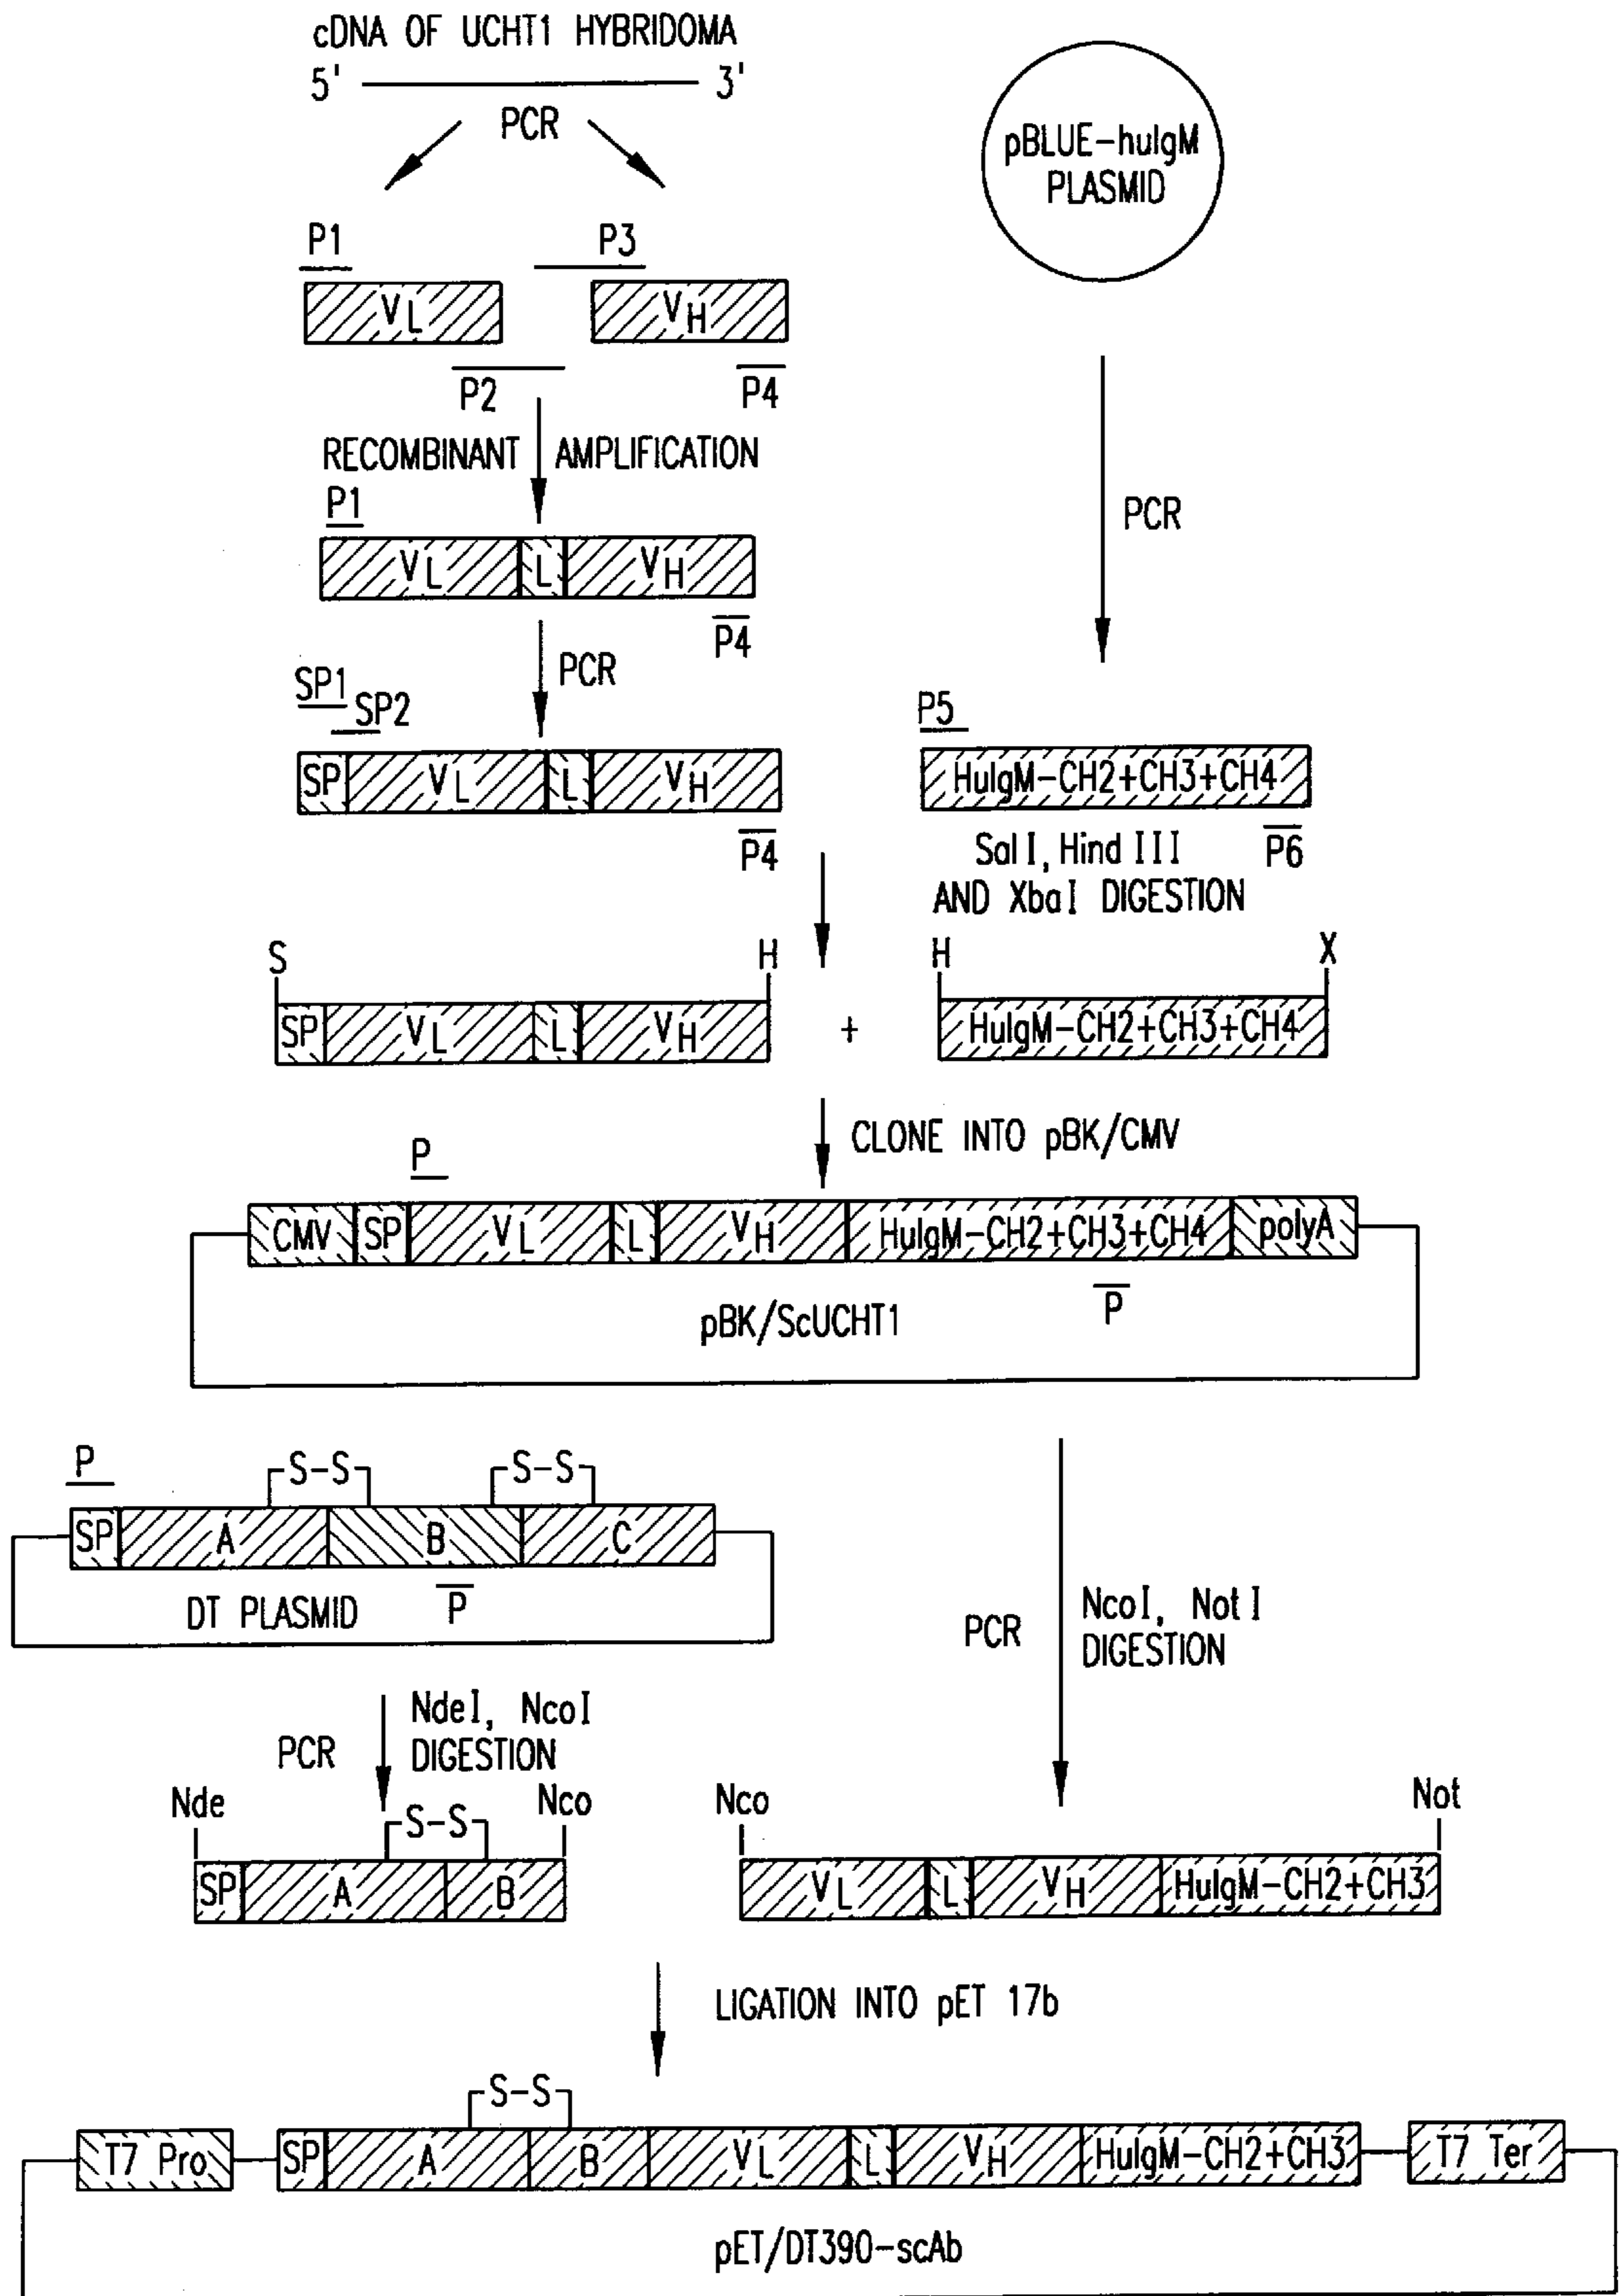 cDNA OF UCHT1 HYBRIDOMA
5' 3'
PCR
pBLUE-huIgM
PLASMID
P1 P3
VL VH
P2 P4
RECOMBINANT AMPLIFICATION
PCR
P1
VL L VH
P4
PCR
SP1
SP2
P5
SP VL L VH
HuIgM-CH2+CH3+CH4
P4
P6
Sal I, Hind III
AND Xba I DIGESTION
S H H X
SP VL L VH
+
HuIgM-CH2+CH3+CH4
CLONE INTO pBK/CMV
P
CMV SP VL L VH HuIgM-CH2+CH3+CH4 polyA
P
pBK/ScUCHT1
P
S-S S-S
SP A B C
DT PLASMID P
PCR
NcoI, Not I
DIGESTION
PCR
NdeI, NcoI
DIGESTION
Nde Nco
S-S
Nco Not
SP A B
VL L VH HuIgM-CH2+CH3
LIGATION INTO pET 17b
S-S
T7 Pro SP A B VL L VH HuIgM-CH2+CH3 T7 Ter
pET/DT390-scAb